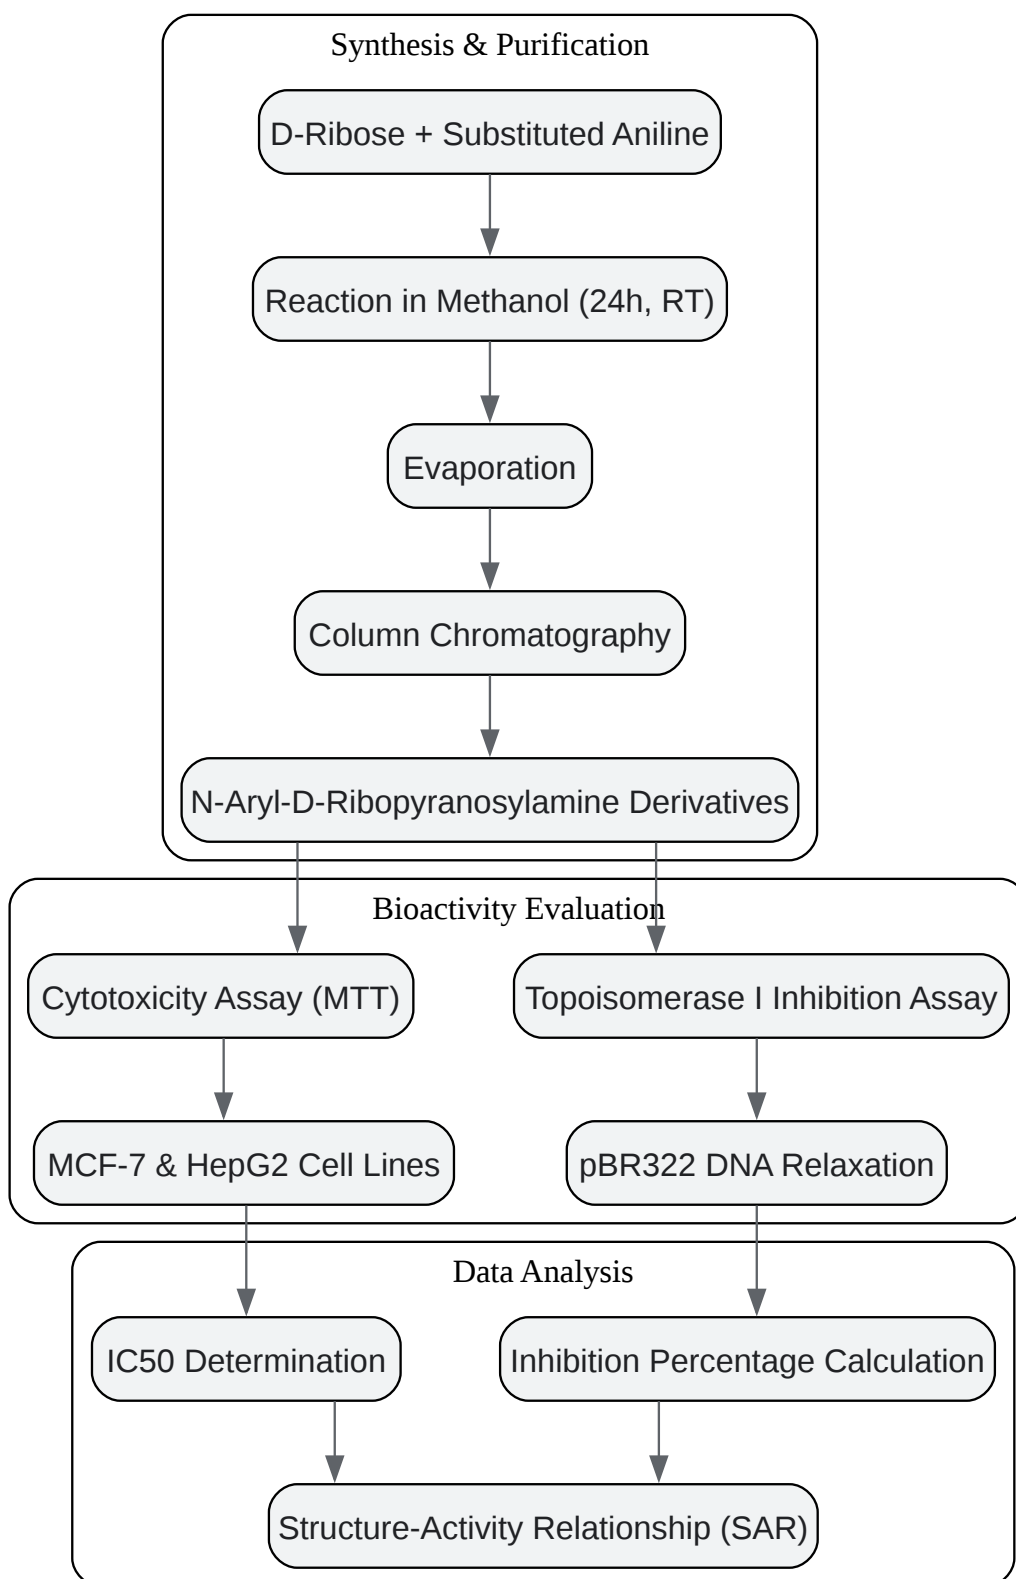 Synthesis & Purification
D-Ribose + Substituted Aniline
Reaction in Methanol (24h, RT)
Evaporation
Column Chromatography
N-Aryl-D-Ribopyranosylamine Derivatives
Bioactivity Evaluation
Cytotoxicity Assay (MTT)
Topoisomerase I Inhibition Assay
MCF-7 & HepG2 Cell Lines
pBR322 DNA Relaxation
Data Analysis
IC50 Determination
Inhibition Percentage Calculation
Structure-Activity Relationship (SAR)